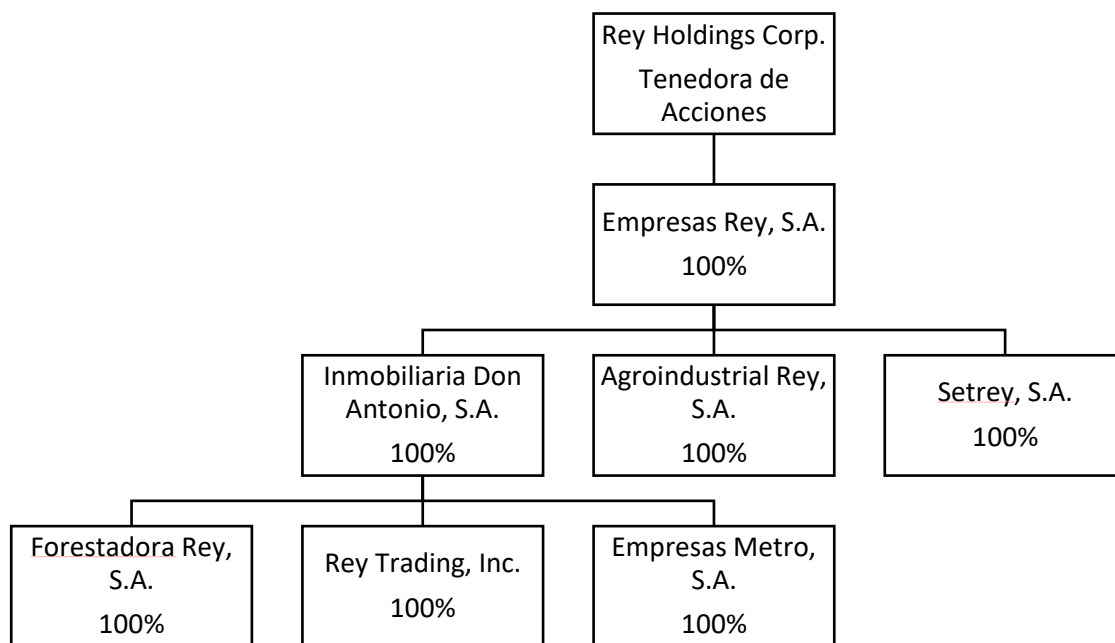 Rey Holdings Corp.
Tenedora de
Acciones
Empresas Rey, S.A.
100%
Inmobiliaria Don
Antonio, S.A.
100%
Agroindustrial Rey,
S.A.
100%
Setrey, S.A.
100%
Forestadora Rey,
S.A.
100%
Rey Trading, Inc.
100%
Empresas Metro,
S.A.
100%